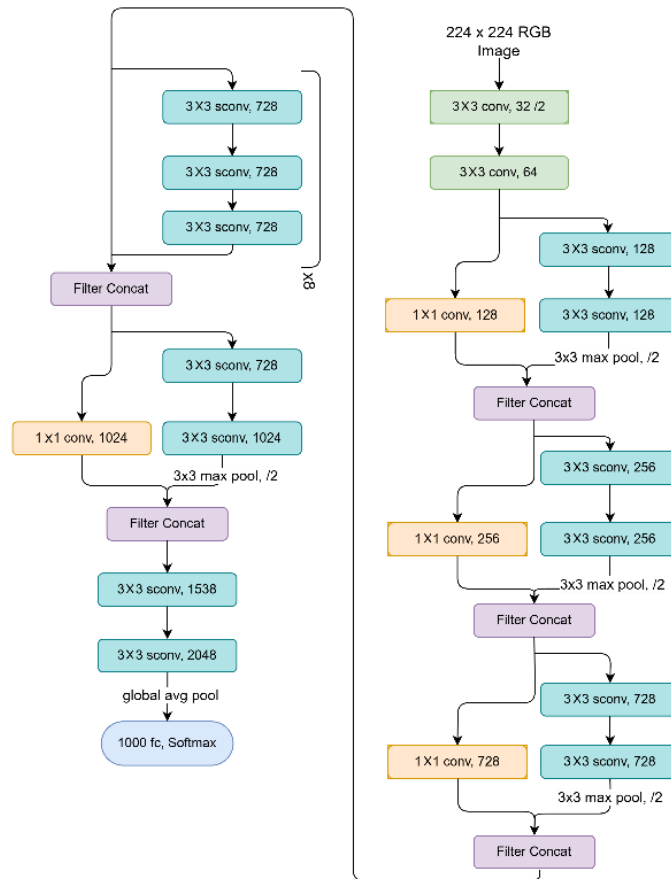 224 x 224 RGB
Image
3X3 conv, 32 /2
3X3 conv, 64
3X3 sconv, 128
1X1 conv, 128
3X3 sconv, 128
3x3 max pool, /2
Filter Concat
3X3 sconv, 256
1X1 conv, 256
3X3 sconv, 256
3x3 max pool, /2
Filter Concat
3X3 sconv, 728
1X1 conv, 728
3X3 sconv, 728
3x3 max pool, /2
Filter Concat
3X3 sconv, 728
3X3 sconv, 728
3X3 sconv, 728
X8
Filter Concat
3X3 sconv, 728
1X1 conv, 1024
3X3 sconv, 1024
3x3 max pool, /2
Filter Concat
3X3 sconv, 1538
3X3 sconv, 2048
global avg pool
1000 fc, Softmax